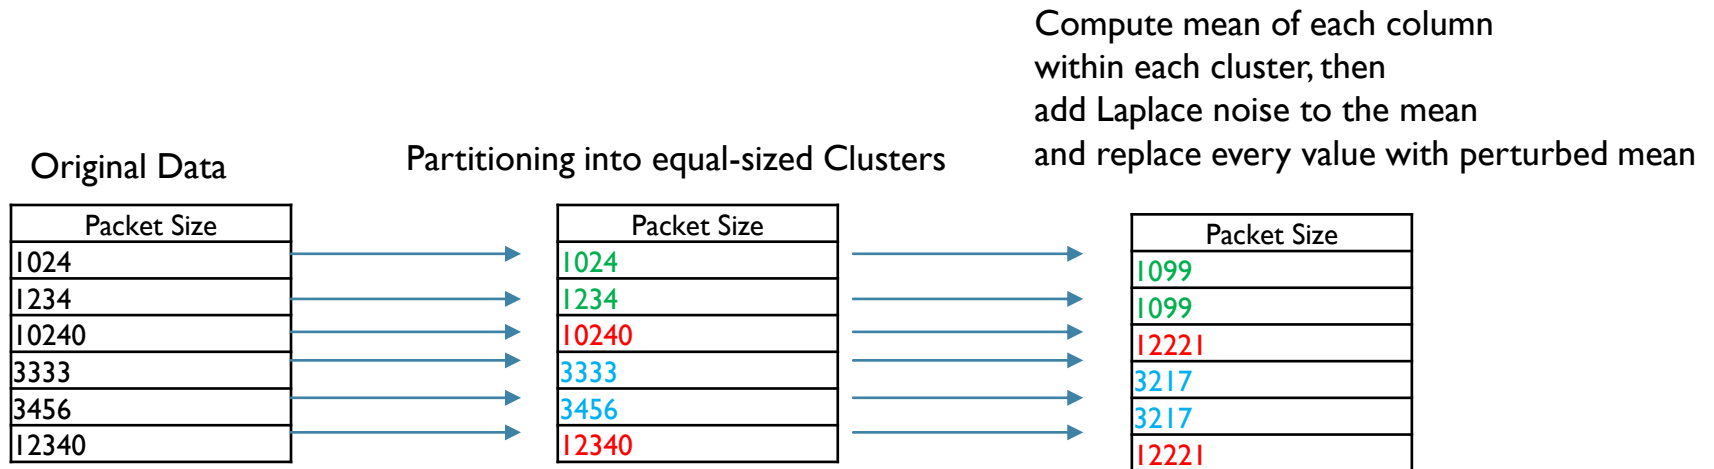 Compute mean of each column
within each cluster, then
add Laplace noise to the mean
and replace every value with perturbed mean
Original Data
Partitioning into equal-sized Clusters
Packet Size
1024
1234
10240
3333
3456
12340
Packet Size
1024
1234
10240
3333
3456
12340
Packet Size
1099
1099
12221
3217
3217
12221